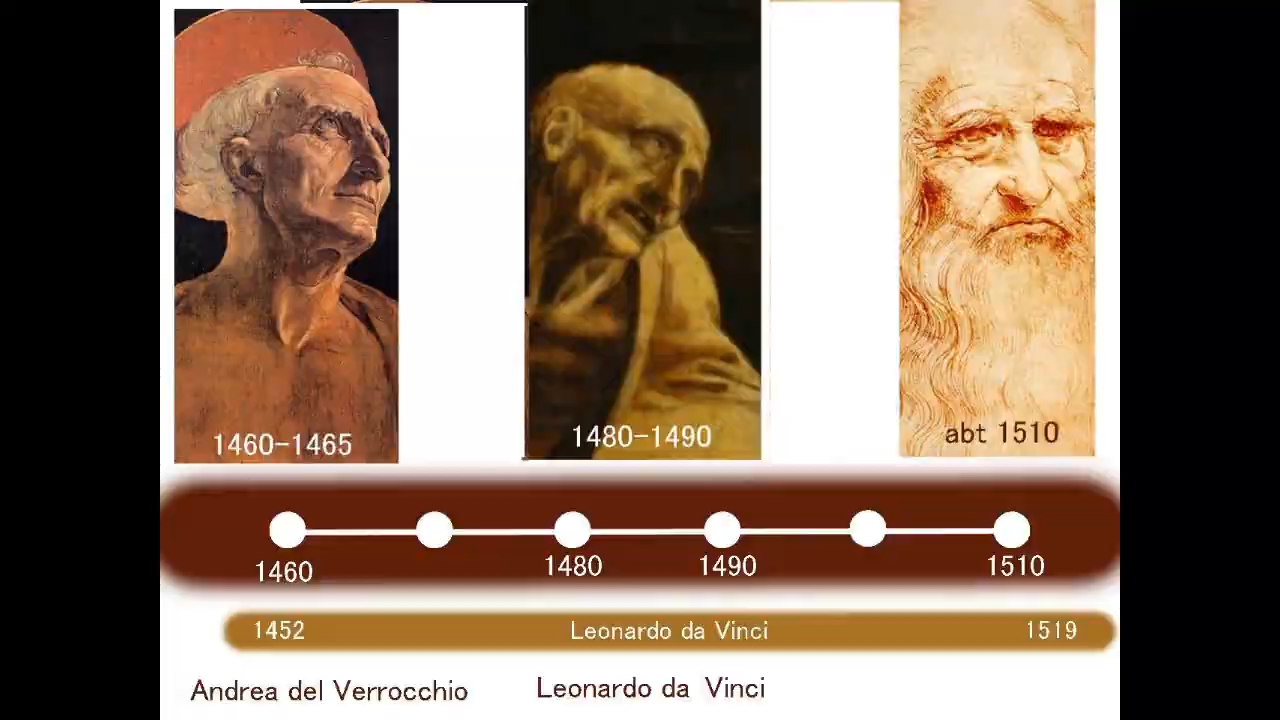 1460-1465
1480-1490
abt 1510
1460
1480
1490
1510
1452
Leonardo da Vinci
1519
Andrea del Verrocchio
Leonardo da Vinci